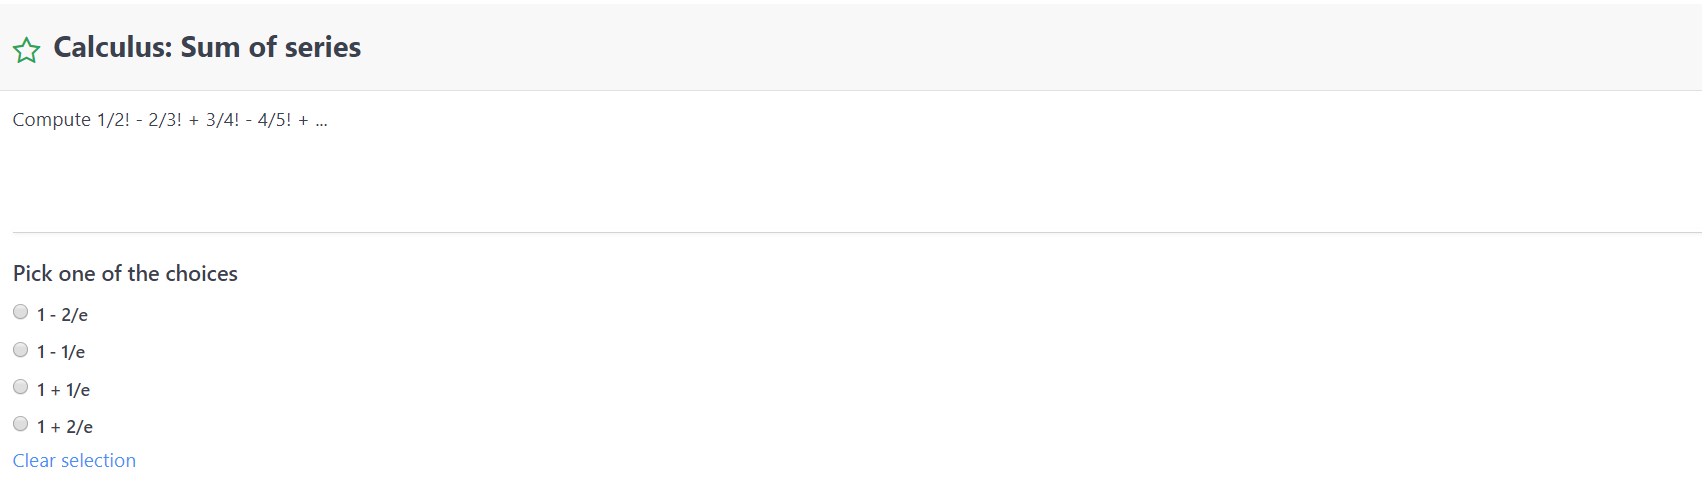 Calculus: Sum of series
Compute 1/2! - 2/3! + 3/4! - 4/5! + ...
Pick one of the choices
1 - 2/e
1 - 1/e
1 + 1/e
1 + 2/e
Clear selection